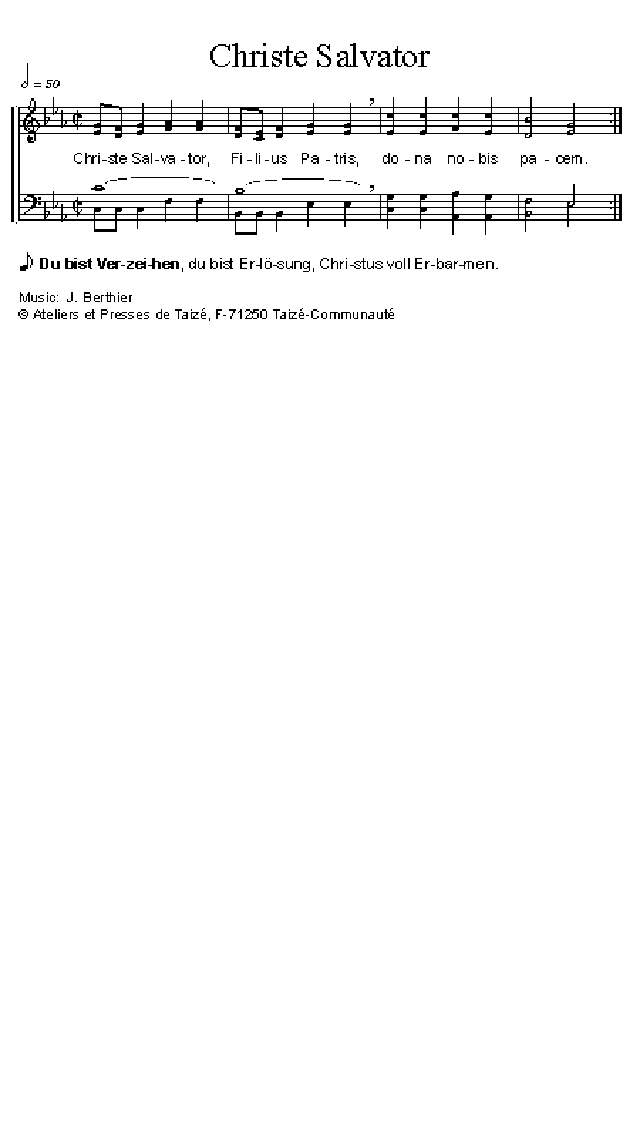 Christe Salvator
= 50
Chri-ste Sal-va-tor, Fi-li-us Pa-tris, do-na no-bis pa-cem.
Du bist Ver-zei-hen, du bist Er-lö-sung, Chri-stus voll Er-bar-men.
Music: J. Berthier
© Ateliers et Presses de Taizé, F-71250 Taizé-Communauté